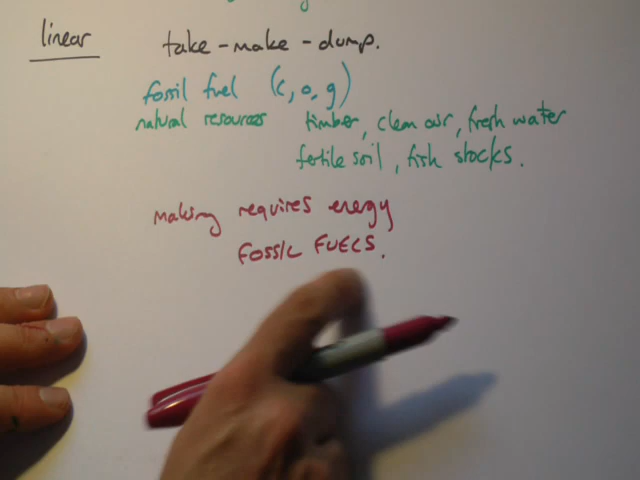 linear take-make-dump.
fossil fuel (c, o, g)
natural resources timber, clean air, fresh water
fertile soil, fish stocks.
making requires energy
FOSSIL FUELS.